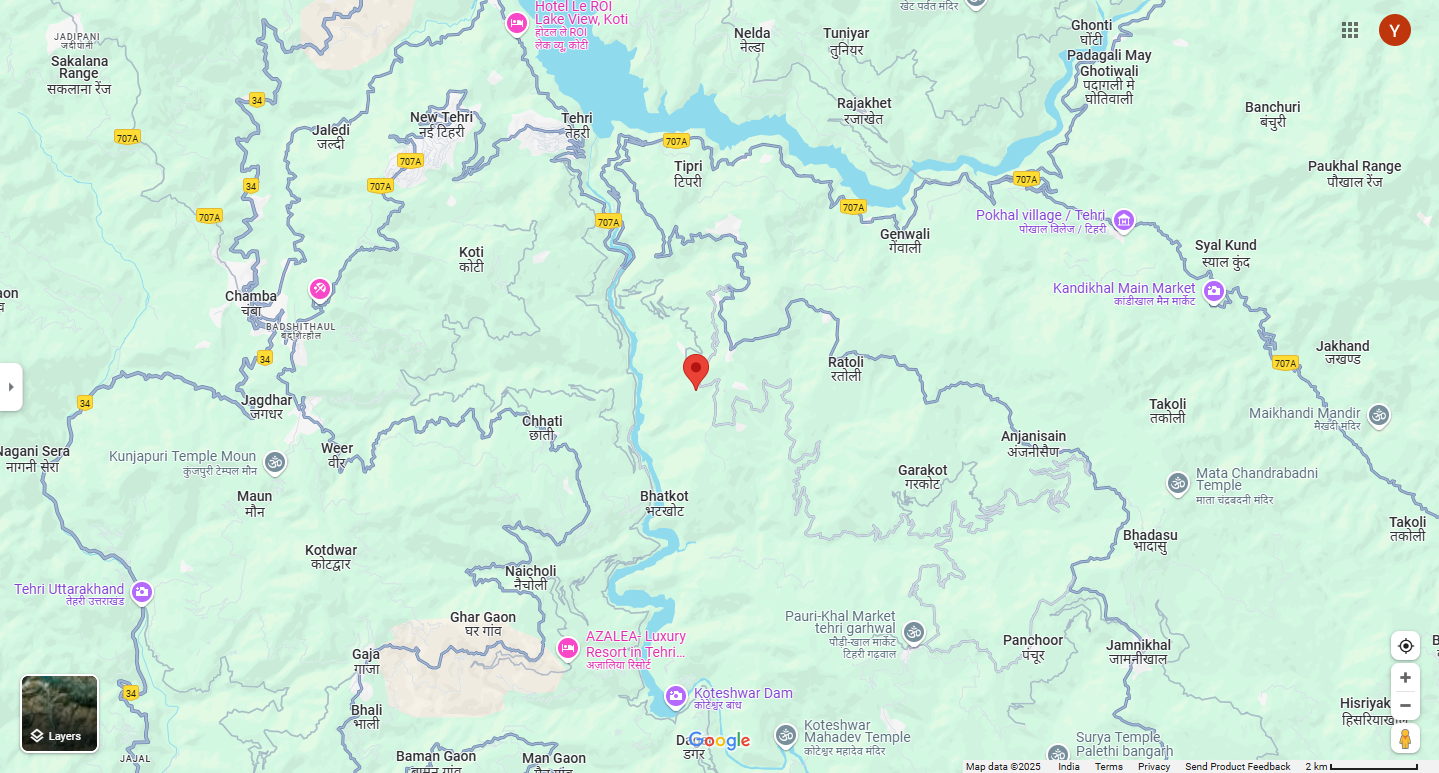 Hotel Le ROI
Lake View, Koti
होटल ले ROI
लेक व्यू, कोटी
खेट पर्वत मंदिर
Nelda
नेल्डा
Tuniyar
तुनियर
Ghonti
घोंटी
Padagali May
Ghotiwali
पदागली मे
घोतिवाली
Y
JADIPANI
जदीपानी
Sakalana
Range
सकलाना रेंज
34
707A
Jaledi
जल्दी
New Tehri
नई टिहरी
Tehri
तेहरी
Rajakhet
रजाखेत
Banchuri
बंचुरी
707A
707A
Tipri
टिपरी
Paukhal Range
पौखाल रेंज
34
707A
707A
707A
707A
707A
Pokhal village / Tehri
पोखाल विलेज / टिहरी
Genwali
गेंवाली
Koti
कोटी
Syal Kund
स्याल कुंद
Kandikhal Main Market
कांडीखाल मैन मार्केट
Chamba
चंबा
BADSHITHAUL
34
Ratoli
रतोली
Jakhand
जखण्ड
707A
34
Jagdhar
जगधर
Takoli
तकोली
Maikhandi Mandir
मैखंदी मंदिर
Chhati
छाती
Anjanisain
अंजनीसैण
Nagani Sera
नागनी सेरा
Kunjapuri Temple Moun
कुंजपुरी टेम्पल मौन
Weer
वीर
Garakot
गरकोट
Mata Chandrabadni
Temple
माता चंद्रबदनी मंदिर
Maun
मौन
Bhatkot
भटखोट
Takoli
तकोली
Bhadasu
भादासु
Kotdwar
कोटद्वार
Naicholi
नैचोली
Tehri Uttarakhand
तेहरी उत्तराखंड
Ghar Gaon
घर गांव
Pauri-Khal Market
tehri garhwal
पौड़ी-खाल मार्केट
टिहरी गढ़वाल
AZALEA- Luxury
Resort in Tehri...
अजालिया रिसोर्ट
Panchoor
पंचूर
Jamnikhal
जामनीखाल
Gaja
गाजा
34
Koteshwar Dam
कोटेश्वर बांध
Bhali
भाली
Koteshwar
Mahadev Temple
कोटेश्वर महादेव मंदिर
Layers
Google
डगर
Surya Temple
Palethi bangarh
JAJAL
Baman Gaon
बामन गांव
Man Gaon
Map data ©2025 India Terms Privacy Send Product Feedback 2 km